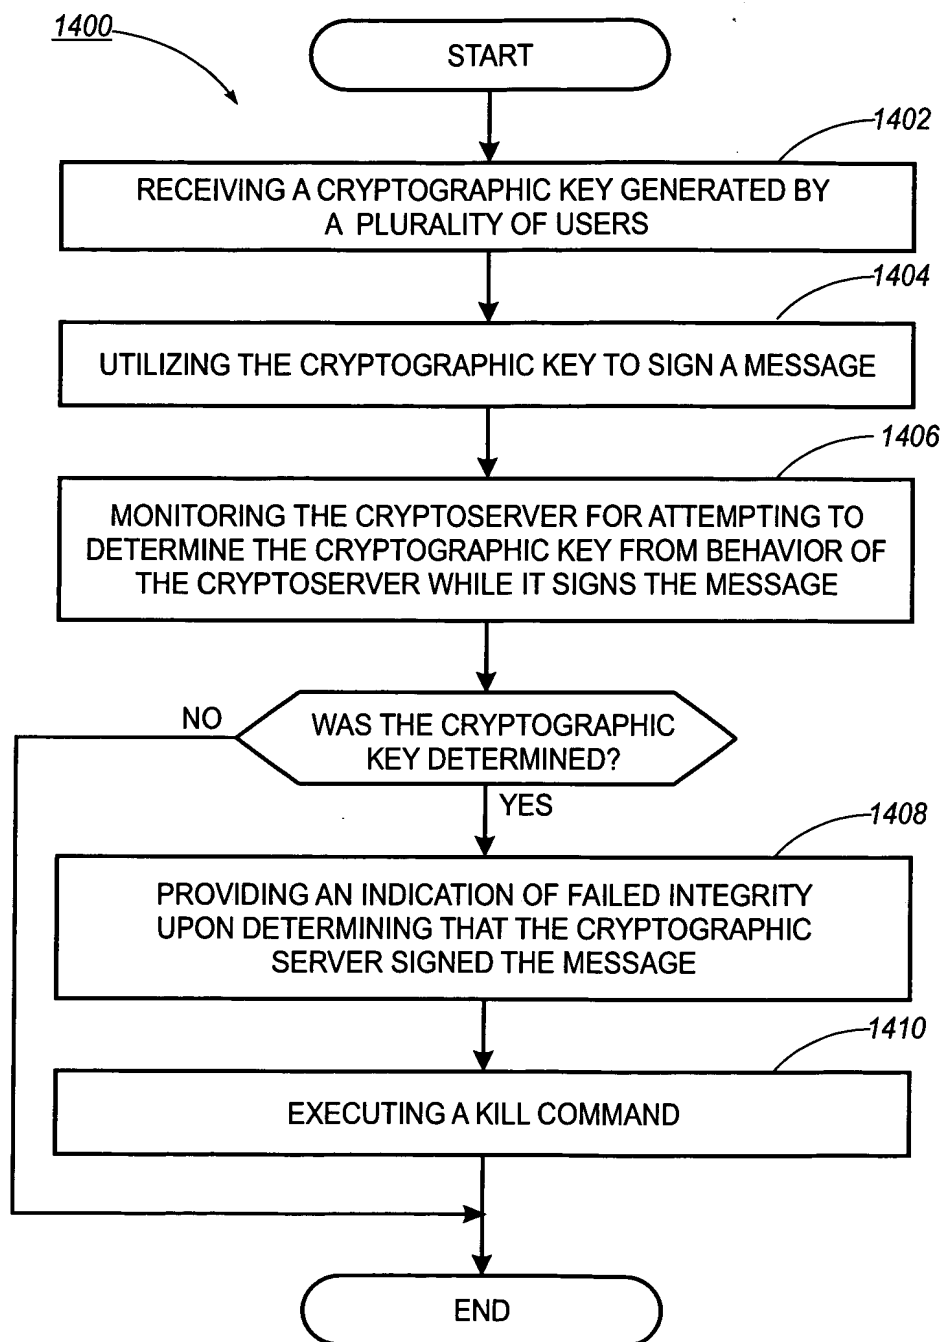 1400
START
1402
RECEIVING A CRYPTOGRAPHIC KEY GENERATED BY
A PLURALITY OF USERS
1404
UTILIZING THE CRYPTOGRAPHIC KEY TO SIGN A MESSAGE
1406
MONITORING THE CRYPTOSERVER FOR ATTEMPTING TO
DETERMINE THE CRYPTOGRAPHIC KEY FROM BEHAVIOR OF
THE CRYPTOSERVER WHILE IT SIGNS THE MESSAGE
NO
WAS THE CRYPTOGRAPHIC
KEY DETERMINED?
YES
1408
PROVIDING AN INDICATION OF FAILED INTEGRITY
UPON DETERMINING THAT THE CRYPTOGRAPHIC
SERVER SIGNED THE MESSAGE
1410
EXECUTING A KILL COMMAND
END